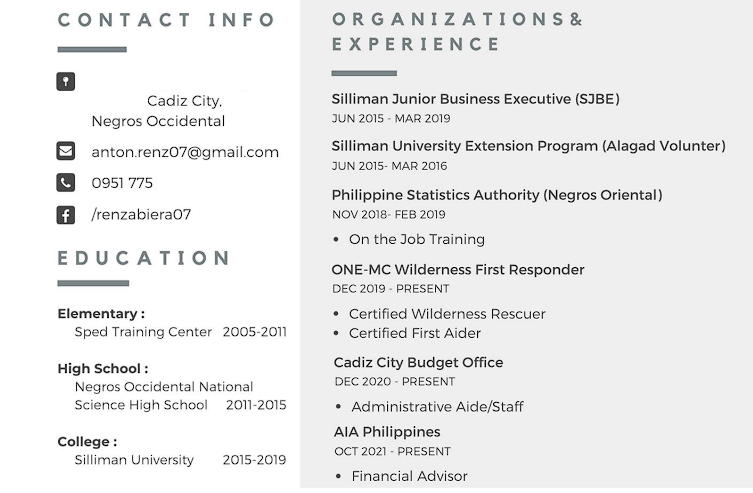 CONTACT INFO
Cadiz City,
Negros Occidental
anton.renz07@gmail.com
0951 775
/renzabiera07
EDUCATION
Elementary :
Sped Training Center 2005-2011
High School :
Negros Occidental National
Science High School 2011-2015
College :
Silliman University 2015-2019
ORGANIZATIONS&
EXPERIENCE
Silliman Junior Business Executive (SJBE)
JUN 2015 - MAR 2019
Silliman University Extension Program (Alagad Volunter)
JUN 2015- MAR 2016
Philippine Statistics Authority (Negros Oriental)
NOV 2018- FEB 2019
• On the Job Training
ONE-MC Wilderness First Responder
DEC 2019 - PRESENT
• Certified Wilderness Rescuer
• Certified First Aider
Cadiz City Budget Office
DEC 2020 - PRESENT
• Administrative Aide/Staff
AIA Philippines
OCT 2021 - PRESENT
• Financial Advisor